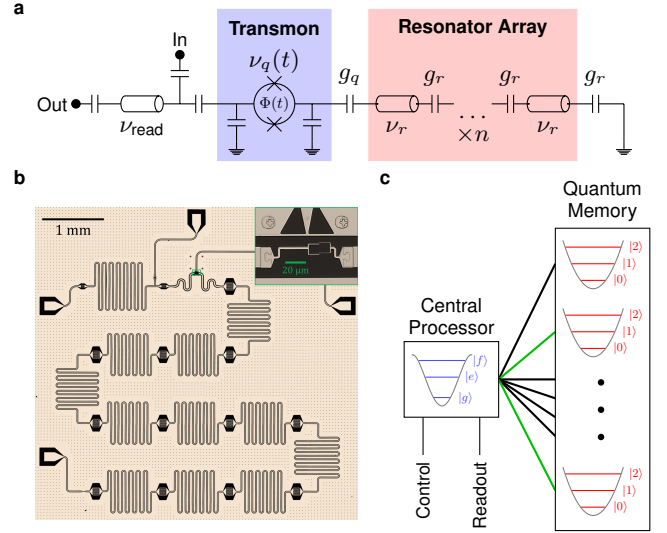 a
Transmon
Resonator Array
In
ν_q(t)
g_q
g_r
g_r
g_r
Out
Φ(t)
ν_read
ν_r
. . .
×n
ν_r
b
1 mm
20 μm
c
Quantum
Memory
|2⟩
|1⟩
|0⟩
Central
Processor
|2⟩
|1⟩
|0⟩
|f⟩
|e⟩
|g⟩
Control
Readout
|2⟩
|1⟩
|0⟩